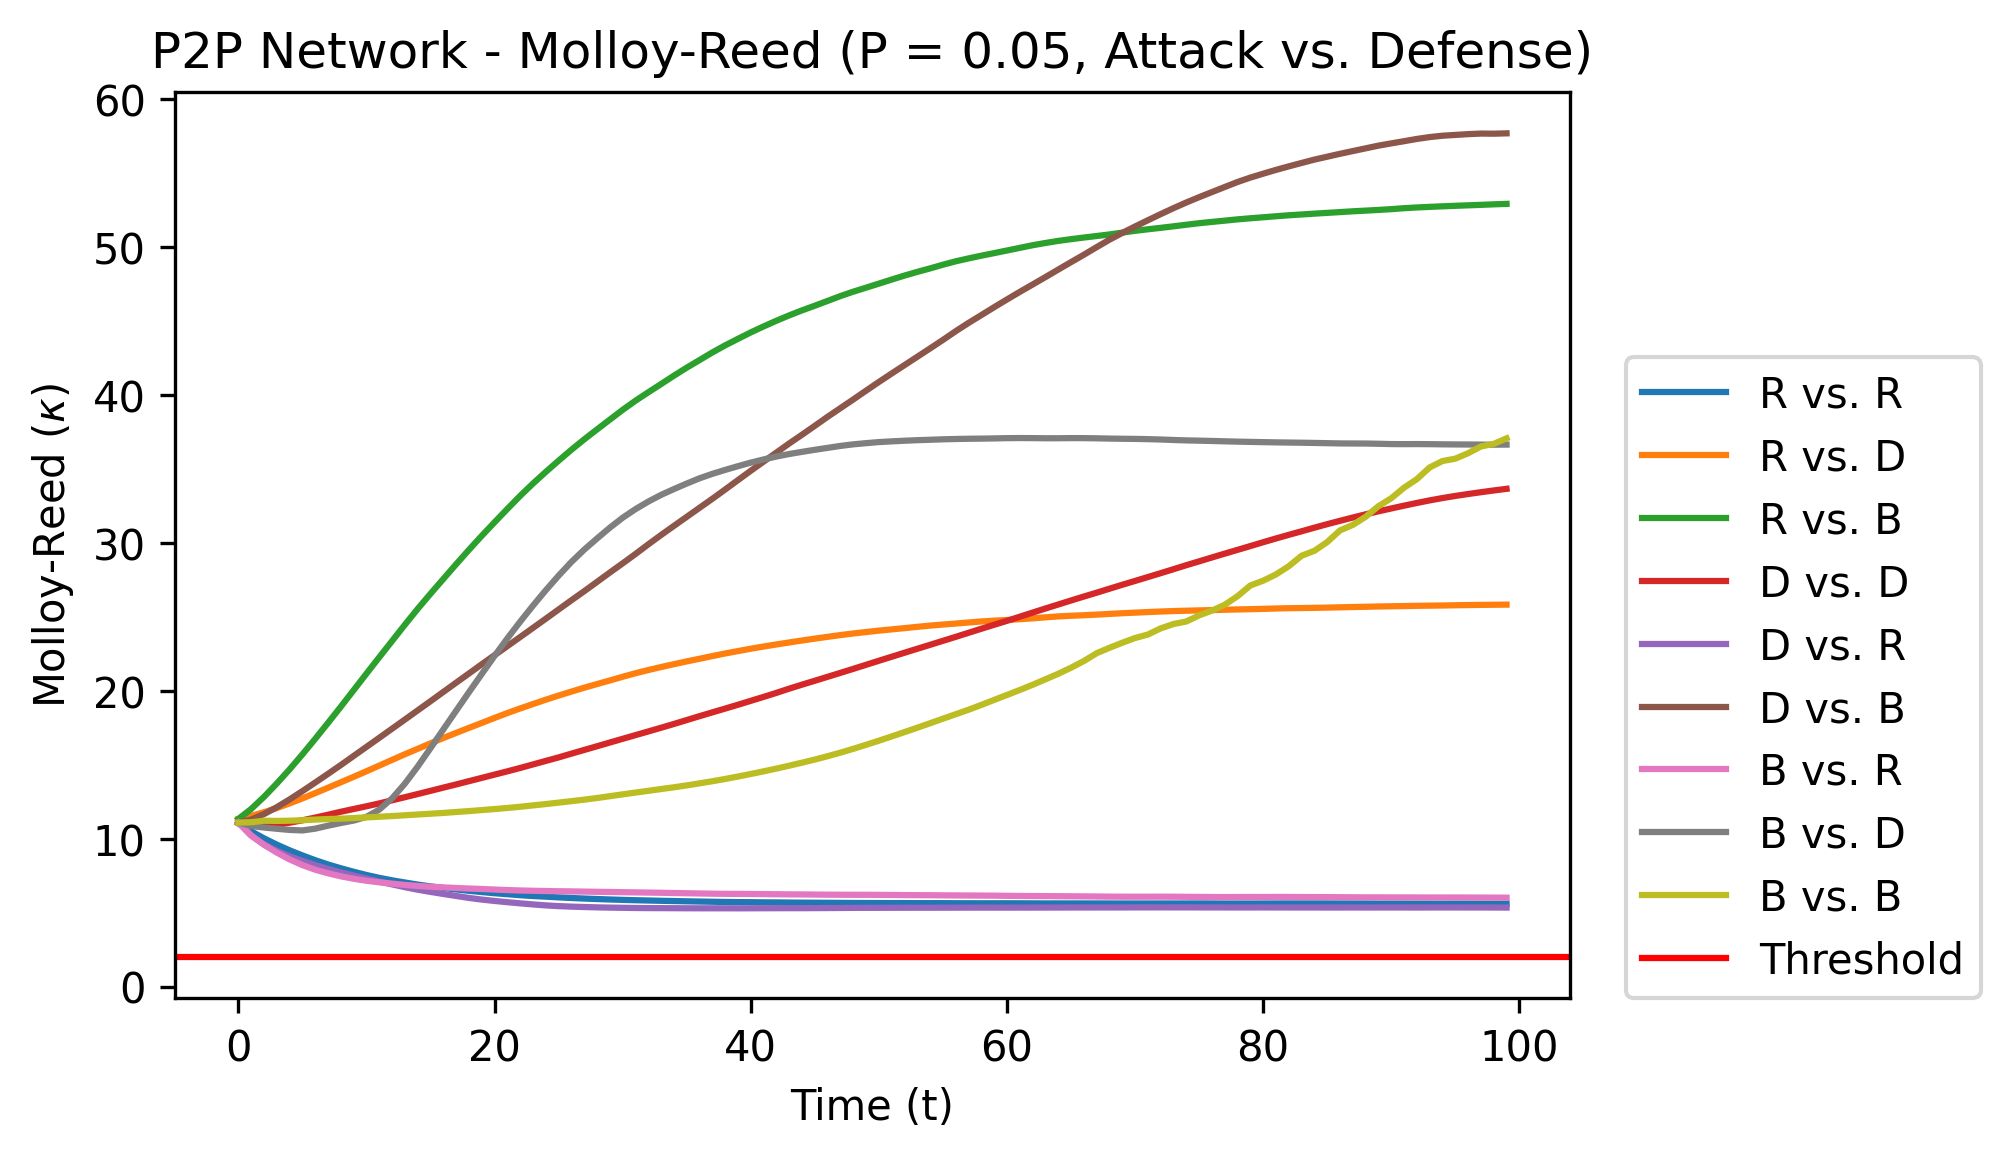 P2P Network - Molloy-Reed (P = 0.05, Attack vs. Defense)
60
50
40
30
20
10
0
Molloy-Reed (κ)
0 20 40 60 80 100
Time (t)
R vs. R
R vs. D
R vs. B
D vs. D
D vs. R
D vs. B
B vs. R
B vs. D
B vs. B
Threshold